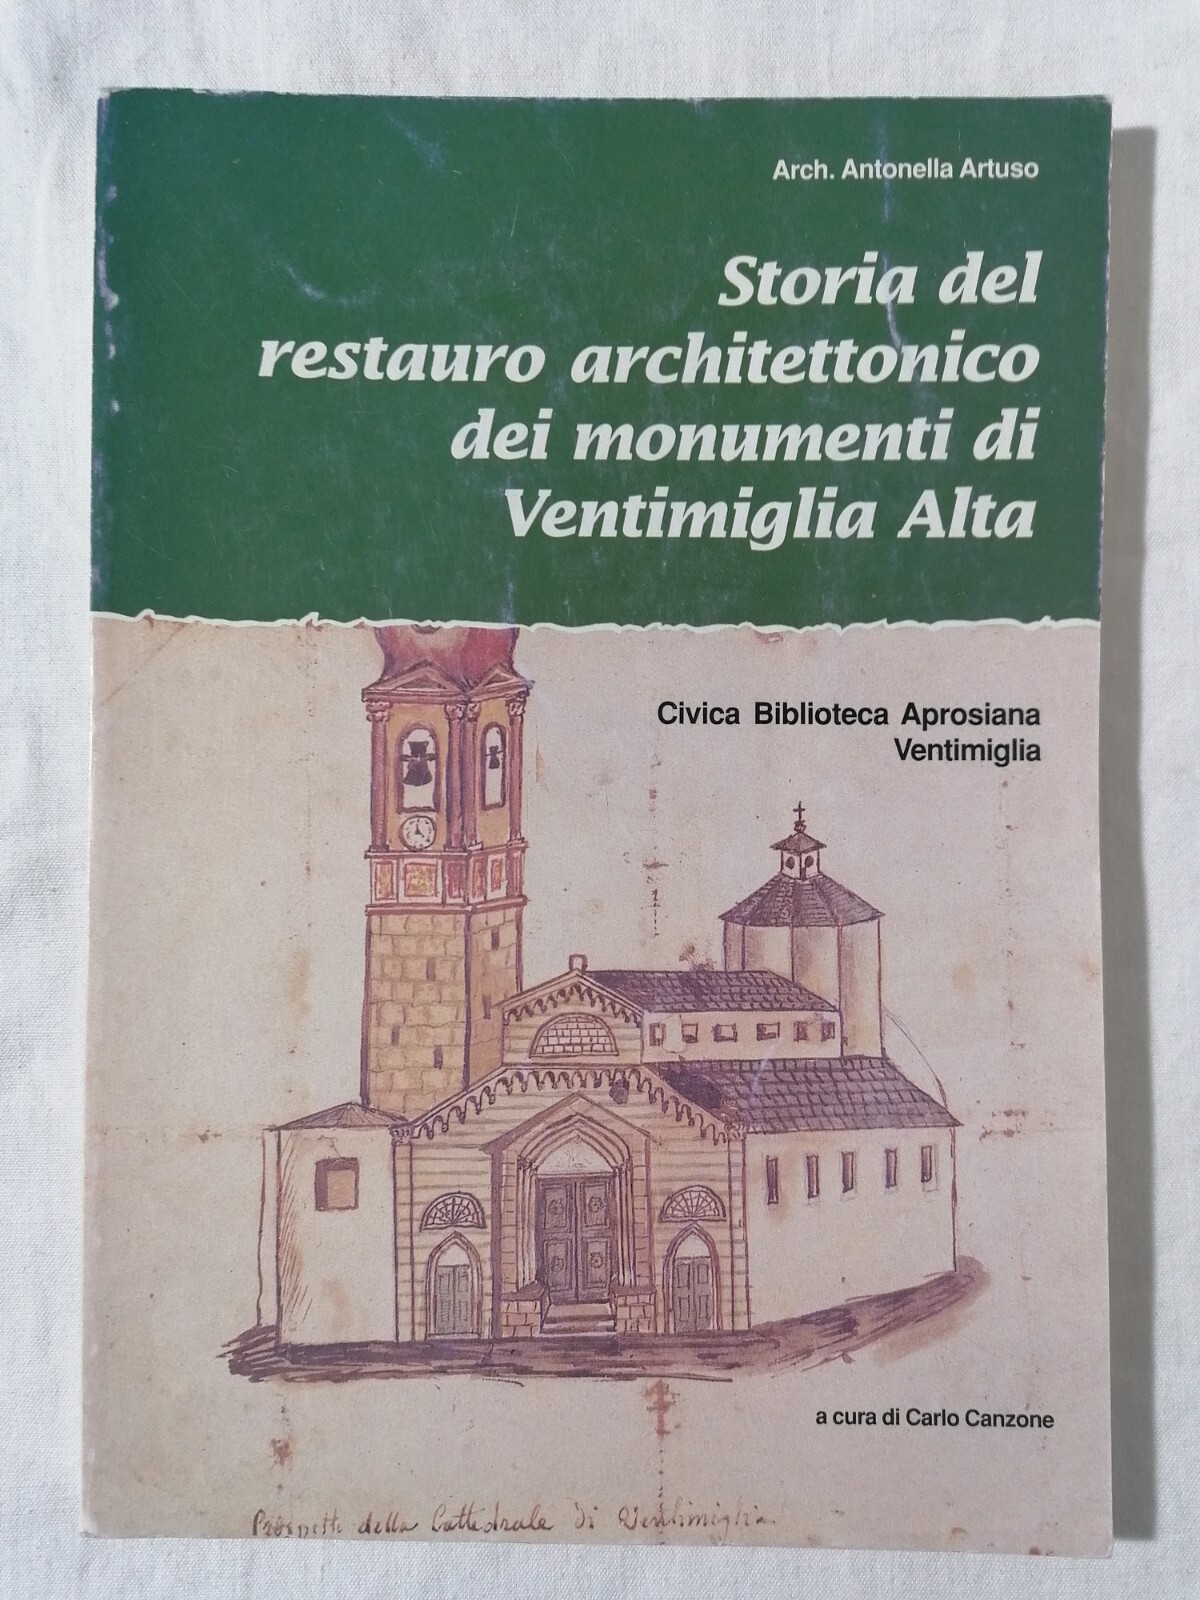 Arch. Antonella Artuso
Storia del
restauro architettonico
dei monumenti di
Ventimiglia Alta
Civica Biblioteca Aprosiana
Ventimiglia
a cura di Carlo Canzone
Prospetto della Cattedrale di Ventimiglia